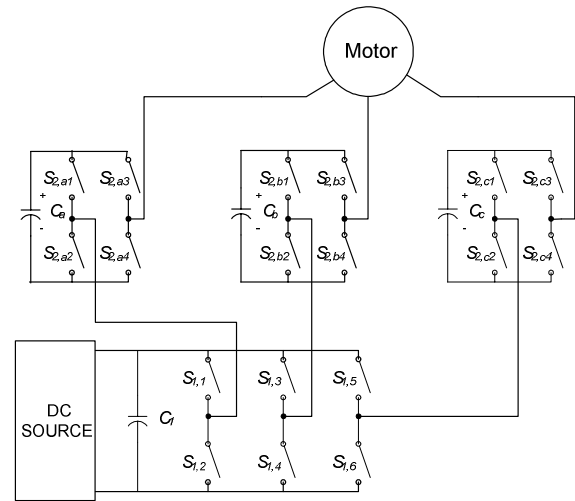 Motor
S2,a1 S2,a3
+ Ca -
S2,a2 S2,a4
S2,b1 S2,b3
+ Cb -
S2,b2 S2,b4
S2,c1 S2,c3
+ Cc -
S2,c2 S2,c4
DC
SOURCE
C1
S1,1 S1,3 S1,5
S1,2 S1,4 S1,6